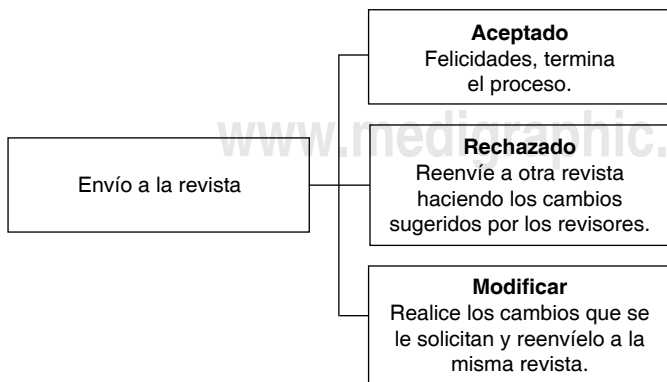 Aceptado
Felicidades, termina
el proceso.
www.medigraphic.
Rechazado
Reenvíe a otra revista
haciendo los cambios
sugeridos por los revisores.
Envío a la revista
Modificar
Realice los cambios que se
le solicitan y reenvíelo a la
misma revista.